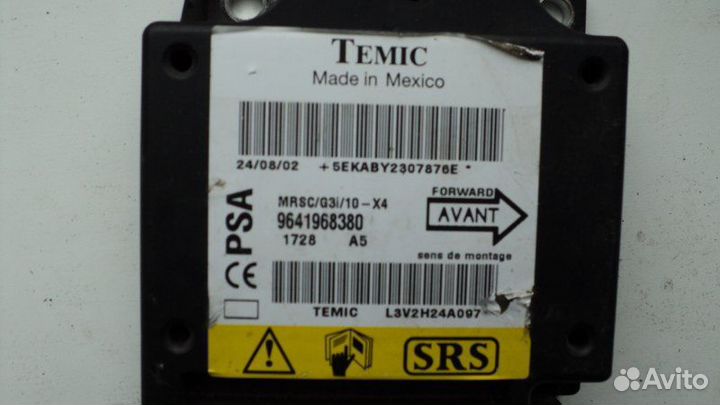 TEMIC
Made in Mexico
24/08/02 +5EKABY2307876E *
PSA
MRSC/G3i/10-X4
9641968380
1728 A5
FORWARD
AVANT
sens de montage
CE
TEMIC L3V2H24A097
SRS
Avito